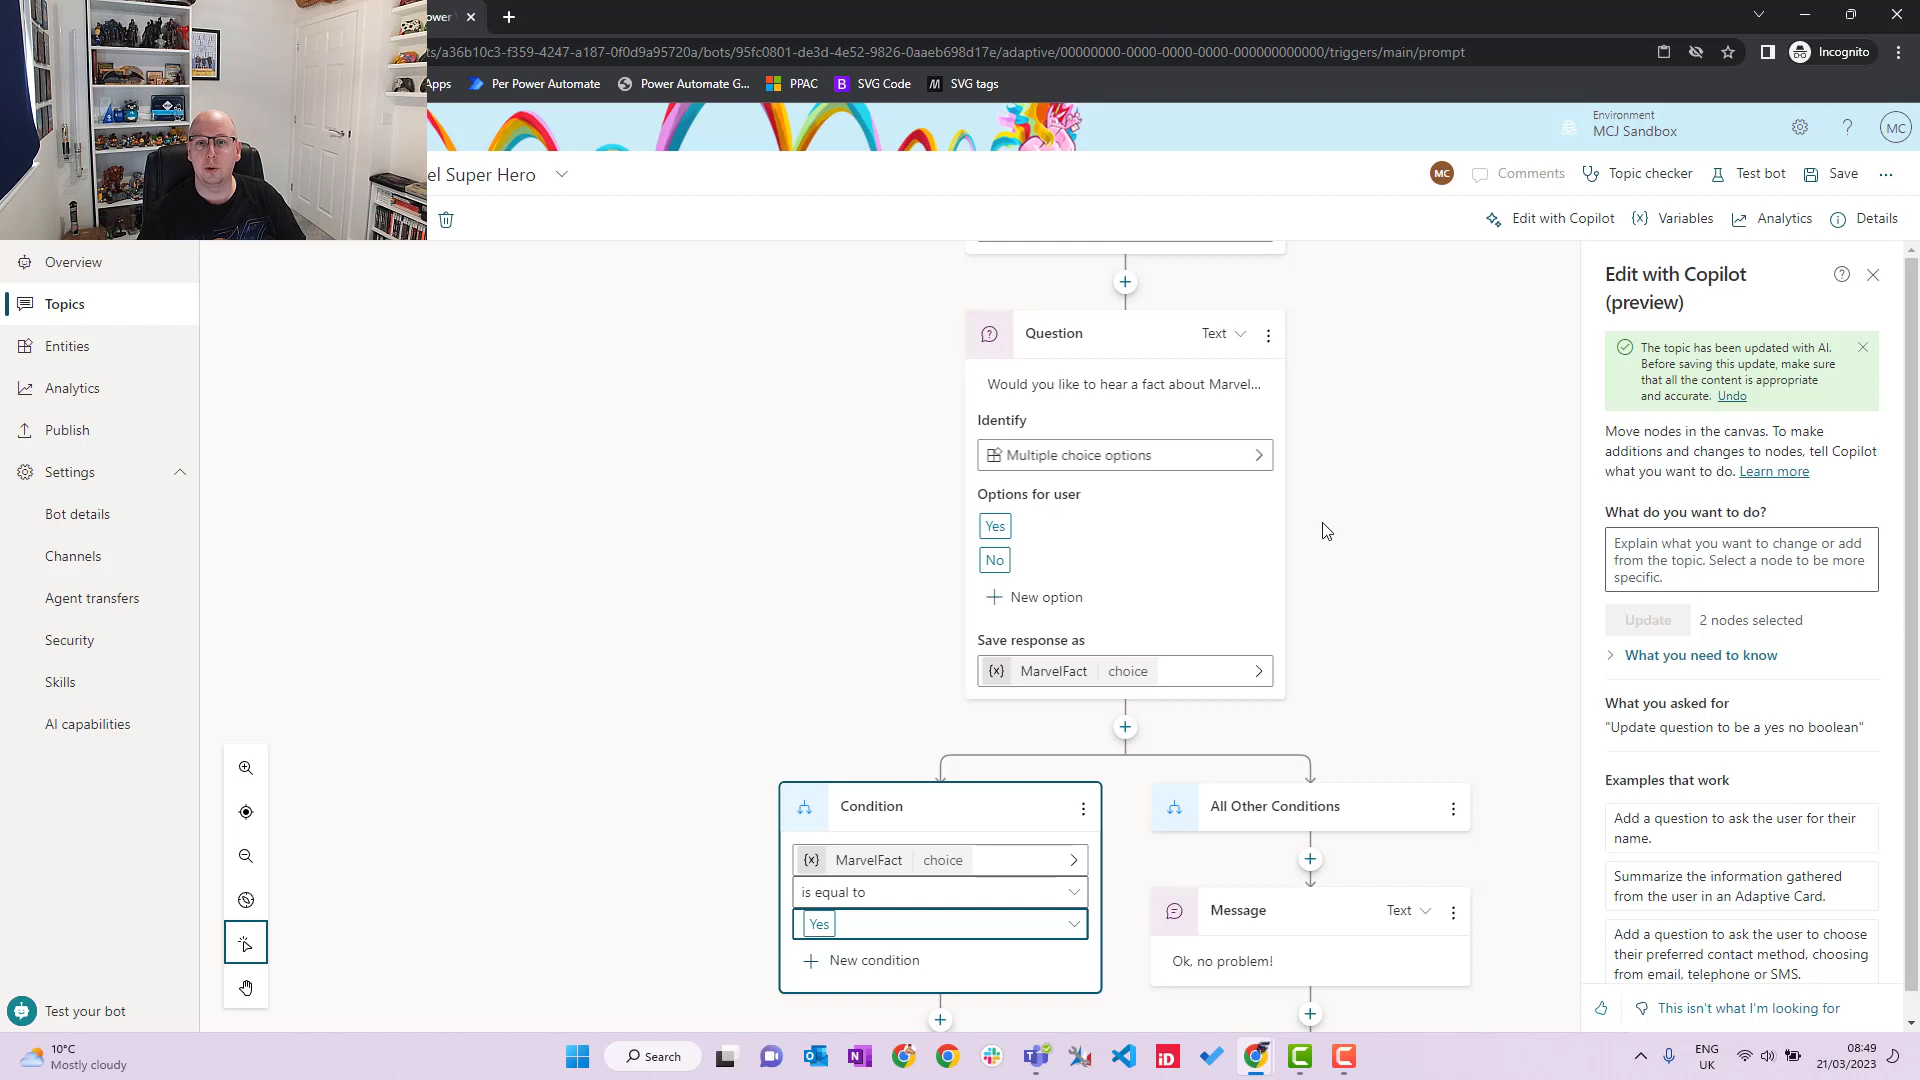 ower
ts/a36b10c3-f359-4247-a187-0f0d9a95720a/bots/95fc0801-de3d-4e52-9826-0aaeb698d17e/adaptive/00000000-0000-0000-0000-000000000000/triggers/main/prompt
Incognito
Apps
Per Power Automate
Power Automate G...
PPAC
SVG Code
SVG tags
Environment
MCJ Sandbox
MC
el Super Hero
MC
Comments
Topic checker
Test bot
Save
Edit with Copilot
{x} Variables
Analytics
Details
Overview
Topics
Entities
Analytics
Publish
Settings
Bot details
Channels
Agent transfers
Security
Skills
AI capabilities
Test your bot
Question
Text
Would you like to hear a fact about Marvel...
Identify
Multiple choice options
Options for user
Yes
No
New option
Save response as
{x} MarvelFact choice
Condition
{x} MarvelFact choice
is equal to
Yes
New condition
All Other Conditions
Message
Text
Ok, no problem!
Edit with Copilot
(preview)
The topic has been updated with AI.
Before saving this update, make sure
that all the content is appropriate
and accurate. Undo
Move nodes in the canvas. To make
additions and changes to nodes, tell Copilot
what you want to do. Learn more
What do you want to do?
Explain what you want to change or add
from the topic. Select a node to be more
specific.
Update
2 nodes selected
What you need to know
What you asked for
"Update question to be a yes no boolean"
Examples that work
Add a question to ask the user for their
name.
Summarize the information gathered
from the user in an Adaptive Card.
Add a question to ask the user to choose
their preferred contact method, choosing
from email, telephone or SMS.
This isn't what I'm looking for
10°C
Mostly cloudy
Search
iD
ENG
UK
08:49
21/03/2023